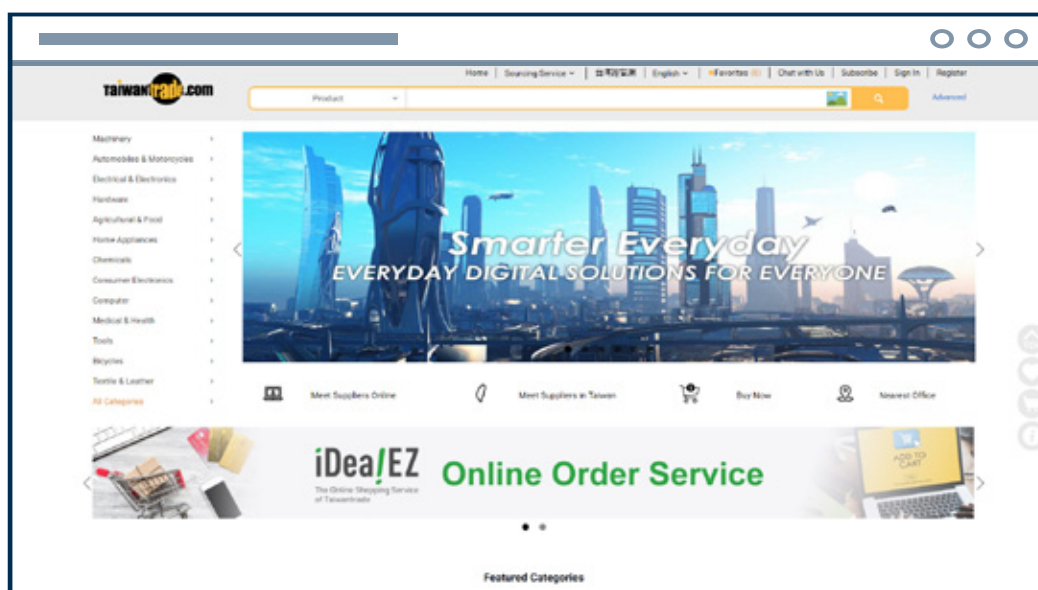 Home | Sourcing Service | English | Favorites (0) | Chat with Us | Subscribe | Sign In | Register
Taiwantrade.com
Product
Advanced
Machinery
Automobiles & Motorcycles
Electrical & Electronics
Hardware
Agricultural & Food
Home Appliances
Chemicals
Consumer Electronics
Computer
Medical & Health
Tools
Bicycles
Textile & Leather
All Categories
Smarter Everyday
EVERYDAY DIGITAL SOLUTIONS FOR EVERYONE
Meet Suppliers Online
Meet Suppliers in Taiwan
Buy Now
Nearest Office
iDealEZ
The Online Shopping Service
of Taiwantrade
Online Order Service
ADD TO
CART
Featured Categories